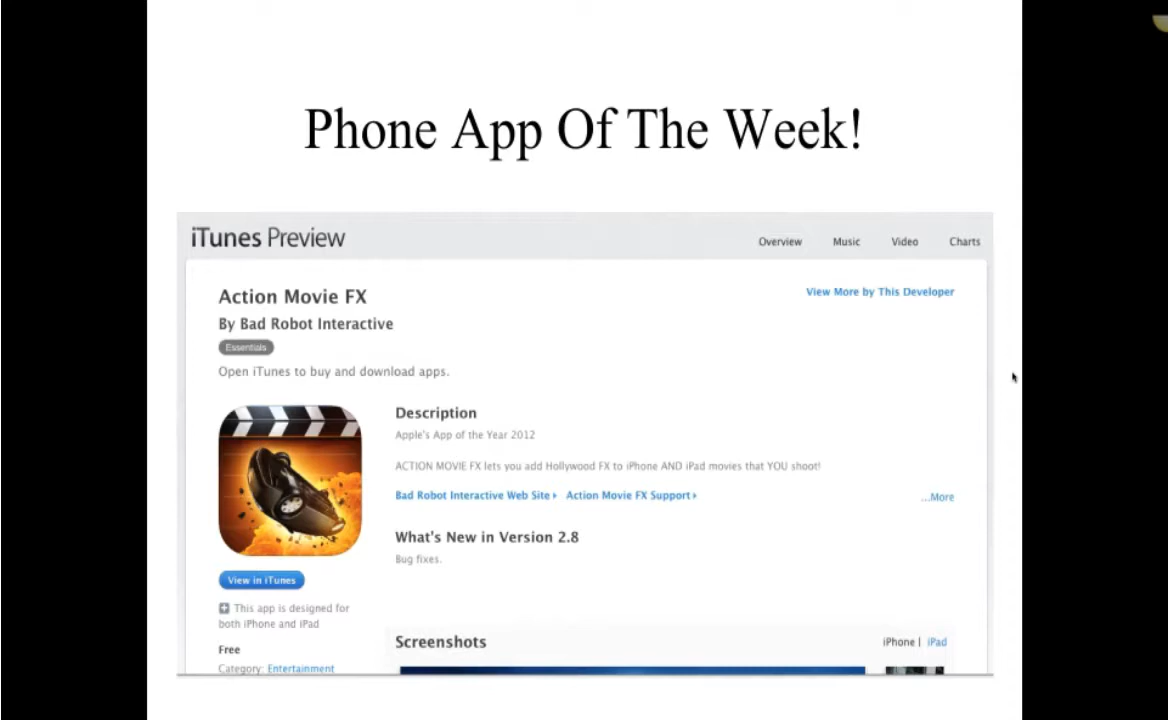 Phone App Of The Week!
iTunes Preview
Overview Music Video Charts
Action Movie FX
View More by This Developer
By Bad Robot Interactive
Essentials
Open iTunes to buy and download apps.
Description
Apple's App of the Year 2012
ACTION MOVIE FX lets you add Hollywood FX to iPhone AND iPad movies that YOU shoot!
Bad Robot Interactive Web Site Action Movie FX Support
...More
What's New in Version 2.8
Bug fixes.
View in iTunes
This app is designed for
both iPhone and iPad
Free
Category: Entertainment
Screenshots
iPhone | iPad